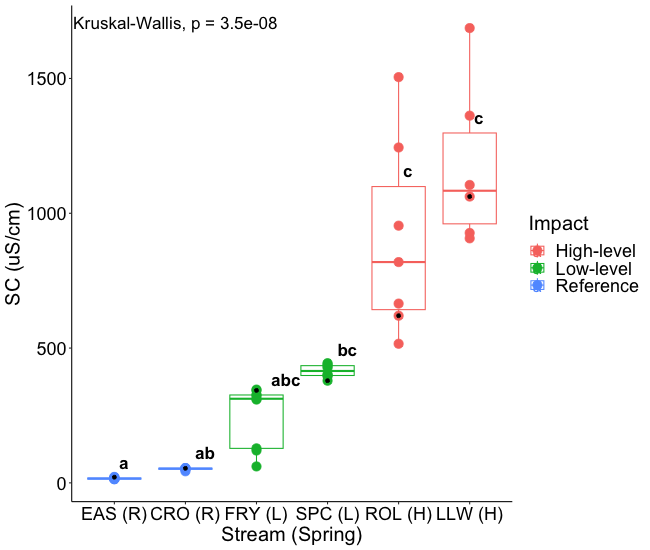 Kruskal-Wallis, p = 3.5e-08
SC (uS/cm)
1500
1000
500
0
a
ab
abc
bc
c
c
EAS (R) CRO (R) FRY (L) SPC (L) ROL (H) LLW (H)
Stream (Spring)
Impact
High-level
Low-level
Reference